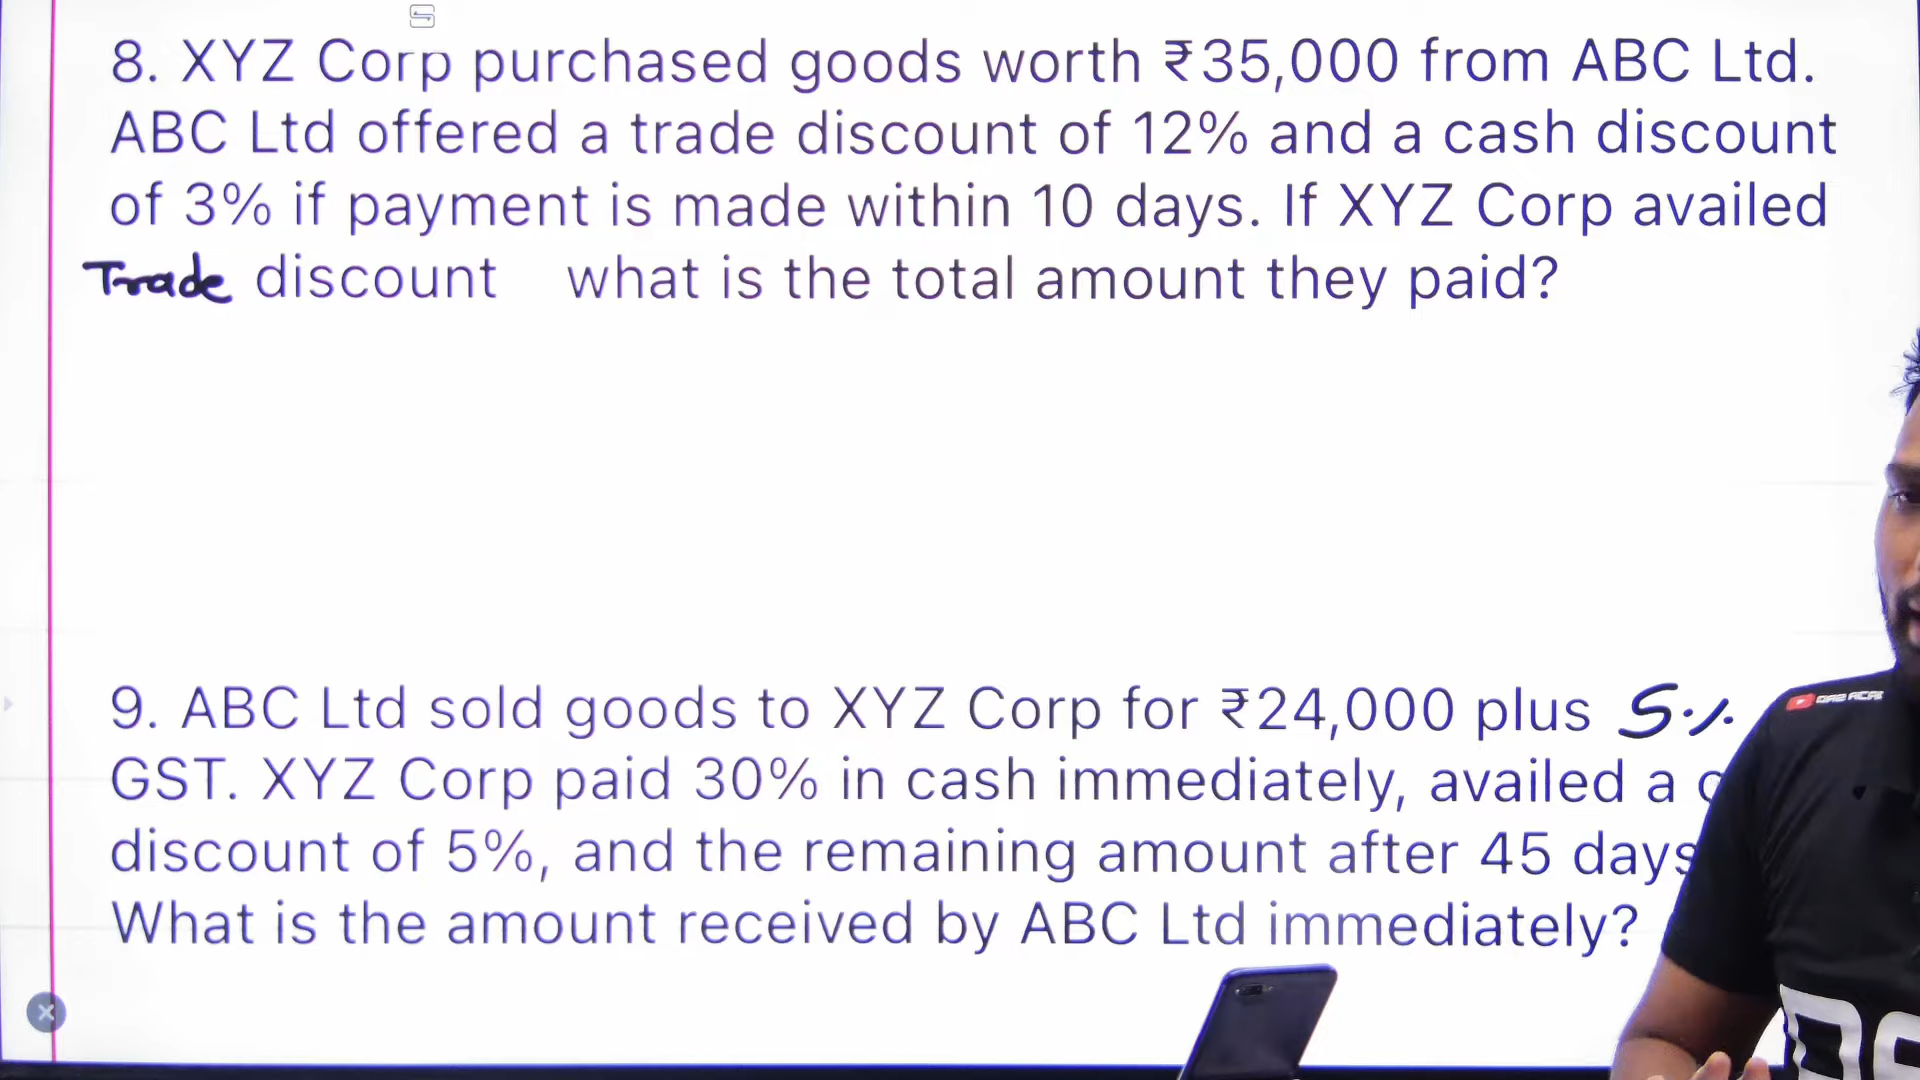 8. XYZ Corp purchased goods worth ₹35,000 from ABC Ltd.
ABC Ltd offered a trade discount of 12% and a cash discount
of 3% if payment is made within 10 days. If XYZ Corp availed
Trade discount what is the total amount they paid?
9. ABC Ltd sold goods to XYZ Corp for ₹24,000 plus 5%
GST. XYZ Corp paid 30% in cash immediately, availed a
discount of 5%, and the remaining amount after 45 days
What is the amount received by ABC Ltd immediately?